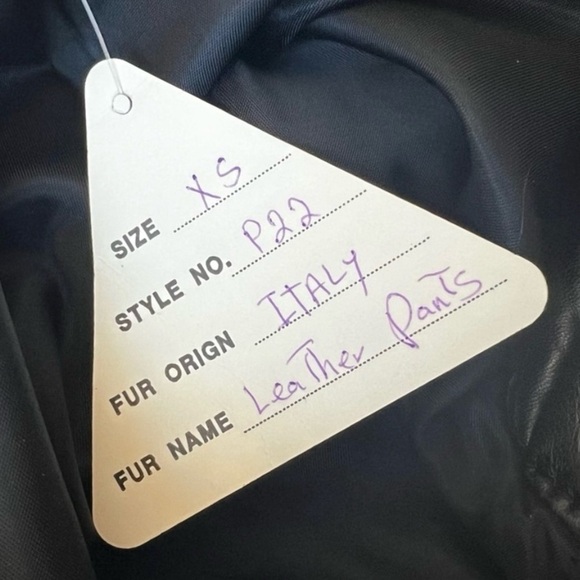 SIZE XS
STYLE NO. P22
FUR ORIGN ITALY
FUR NAME Leather Pants